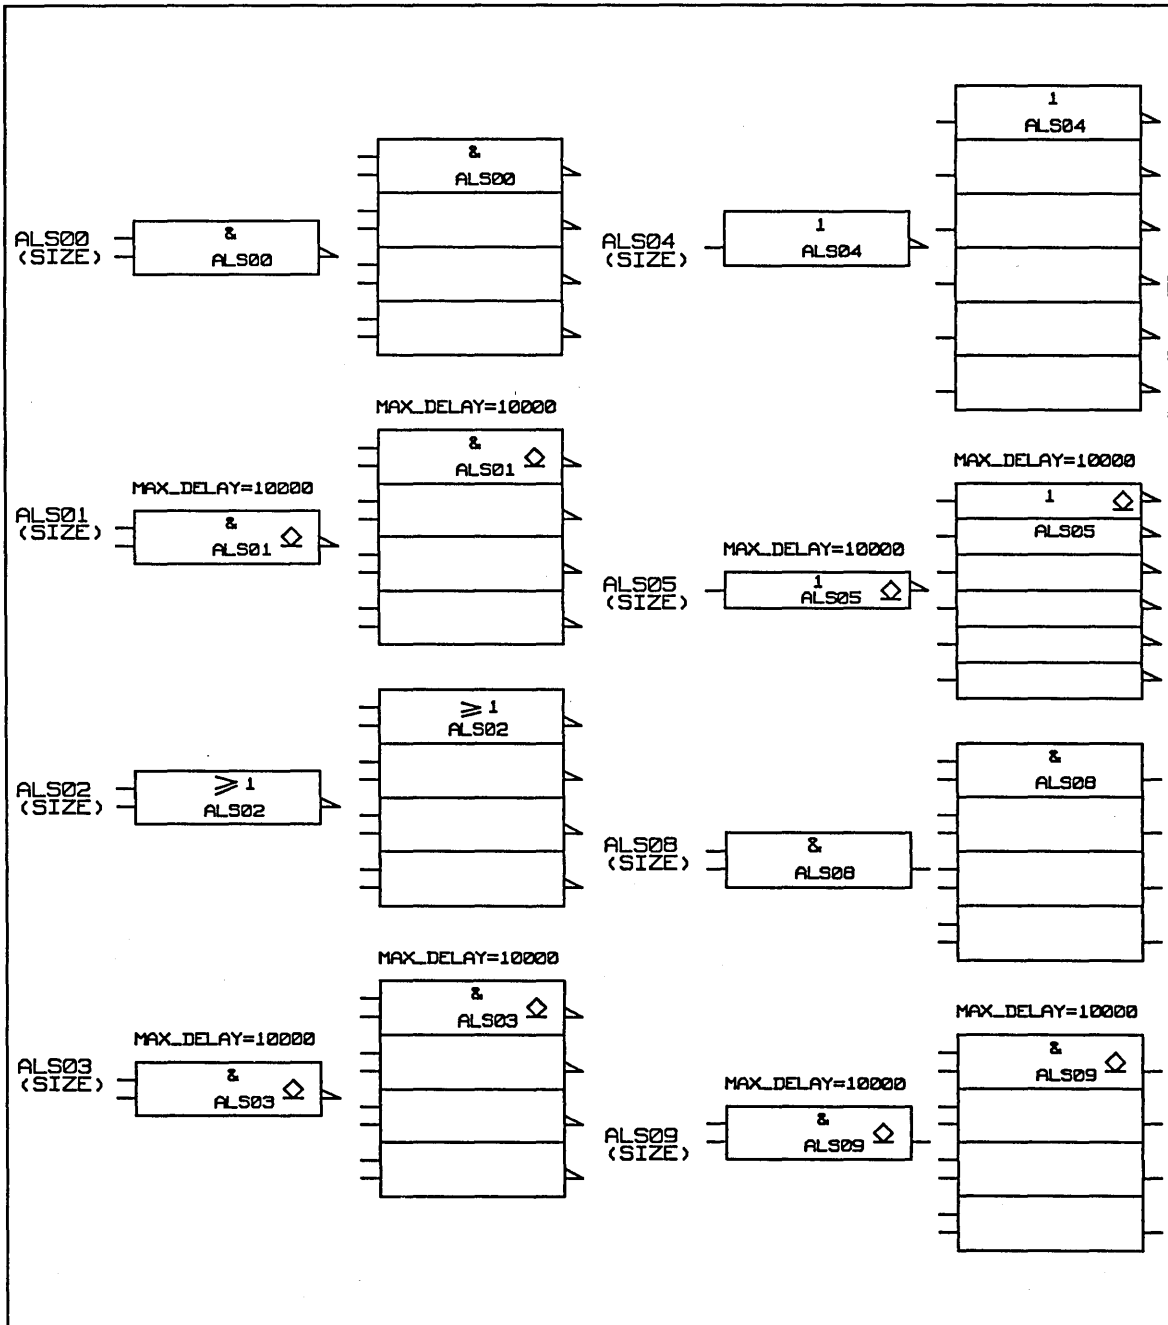 ALS00
(SIZE)
&
ALS00
&
ALS00
ALS01
(SIZE)
MAX_DELAY=10000
&
ALS01
MAX_DELAY=10000
&
ALS01
ALS02
(SIZE)
≥1
ALS02
≥1
ALS02
ALS03
(SIZE)
MAX_DELAY=10000
&
ALS03
MAX_DELAY=10000
&
ALS03
ALS04
(SIZE)
1
ALS04
1
ALS04
ALS05
(SIZE)
MAX_DELAY=10000
1
ALS05
MAX_DELAY=10000
1
ALS05
ALS08
(SIZE)
&
ALS08
&
ALS08
ALS09
(SIZE)
MAX_DELAY=10000
&
ALS09
MAX_DELAY=10000
&
ALS09